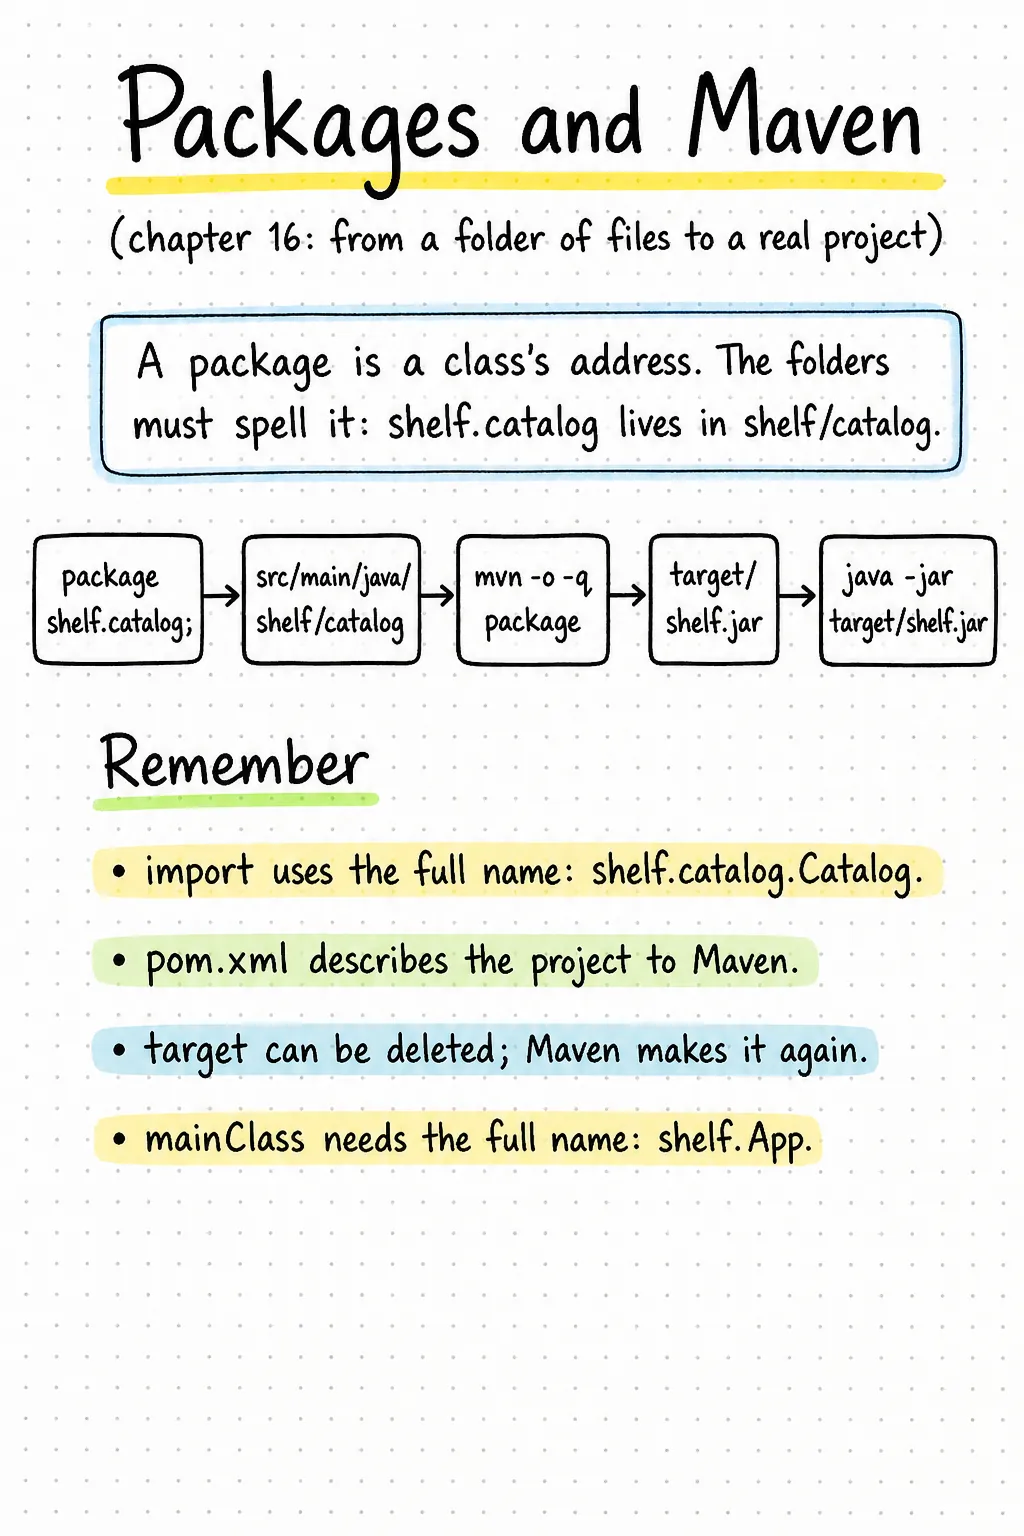 Packages and Maven
(chapter 16: from a folder of files to a real project)
A package is a class's address. The folders
must spell it: shelf.catalog lives in shelf/catalog.
package
shelf.catalog;
src/main/java/
shelf/catalog
mvn -o -q
package
target/
shelf.jar
java -jar
target/shelf.jar
Remember
• import uses the full name: shelf.catalog.Catalog.
• pom.xml describes the project to Maven.
• target can be deleted; Maven makes it again.
• mainClass needs the full name: shelf.App.